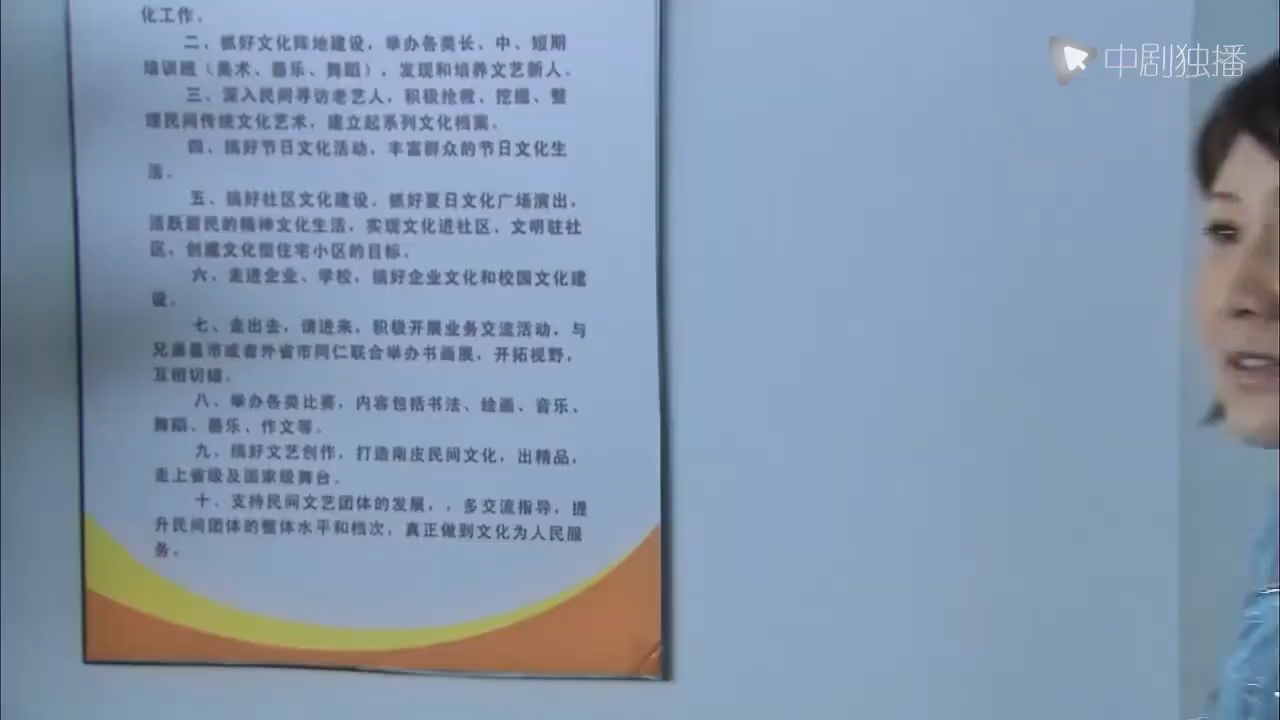 化工作。
中剧独播
二、抓好文化阵地建设，举办各类长、中、短期
培训班（美术、器乐、舞蹈），发现和培养文艺新人。
三、深入民间寻访老艺人，积极抢救、挖掘、整
理民间传统文化艺术，建立起系列文化档案。
四、搞好节日文化活动，丰富群众的节日文化生
活。
五、搞好社区文化建设，抓好夏日文化广场演出，
活跃居民的精神文化生活，实现文化进社区、文明驻社
区，创建文化型住宅小区的目标。
六、走进企业、学校，搞好企业文化和校园文化建
设。
七、走出去，请进来，积极开展业务交流活动，与
兄弟县市或者外省市同仁联合举办书画展，开拓视野，
互相切磋。
八、举办各类比赛，内容包括书法、绘画、音乐、
舞蹈、器乐、作文等。
九、搞好文艺创作，打造南皮民间文化，出精品，
走上省级及国家级舞台。
十、支持民间文艺团体的发展，，多交流指导，提
升民间团体的整体水平和档次，真正做到文化为人民服
务。